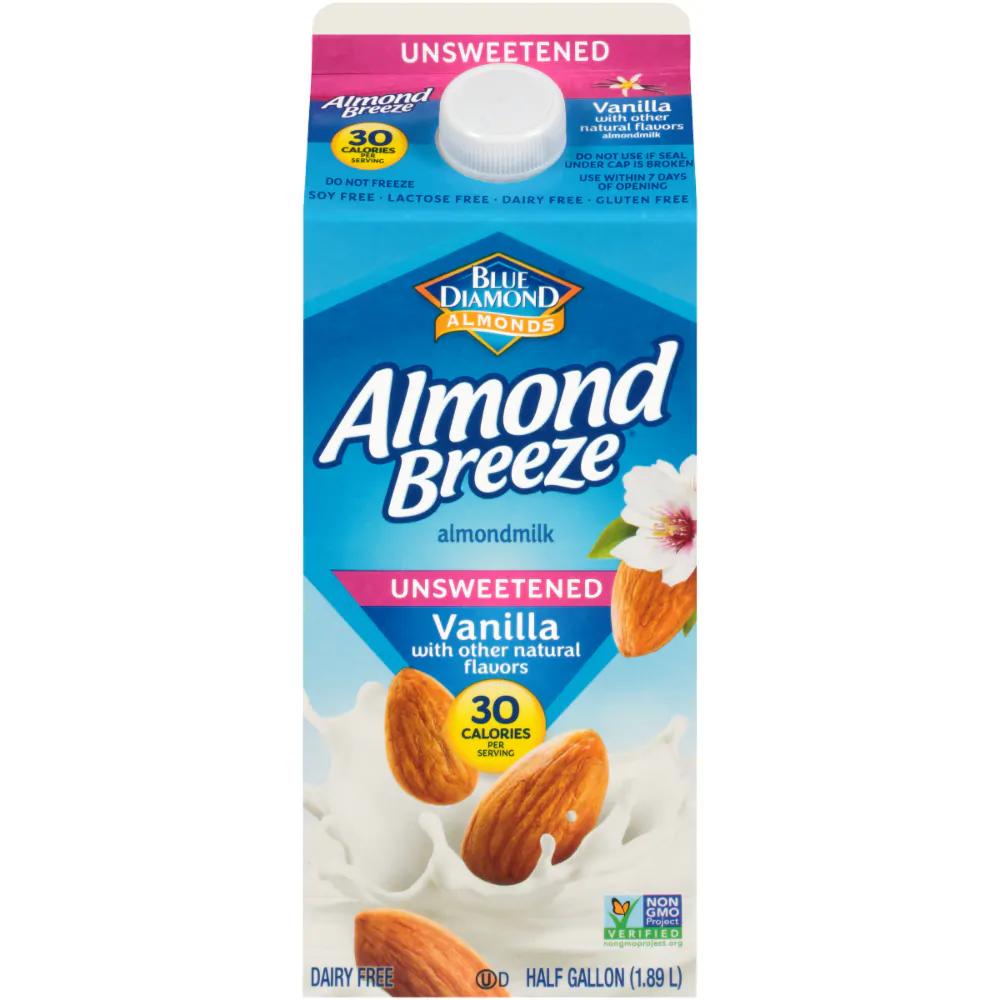 UNSWEETENED
Almond
Breeze
30
CALORIES
PER
SERVING
DO NOT FREEZE
Vanilla
with other
natural flavors
almondmilk
DO NOT USE IF SEAL
UNDER CAP IS BROKEN
USE WITHIN 7 DAYS
OF OPENING
SOY FREE · LACTOSE FREE · DAIRY FREE · GLUTEN FREE
BLUE
DIAMOND
ALMONDS
Almond
Breeze®
almondmilk
UNSWEETENED
Vanilla
with other natural
flavors
30
CALORIES
PER
SERVING
NON
GMO
Project
VERIFIED
nongmoproject.org
DAIRY FREE
U D HALF GALLON (1.89 L)